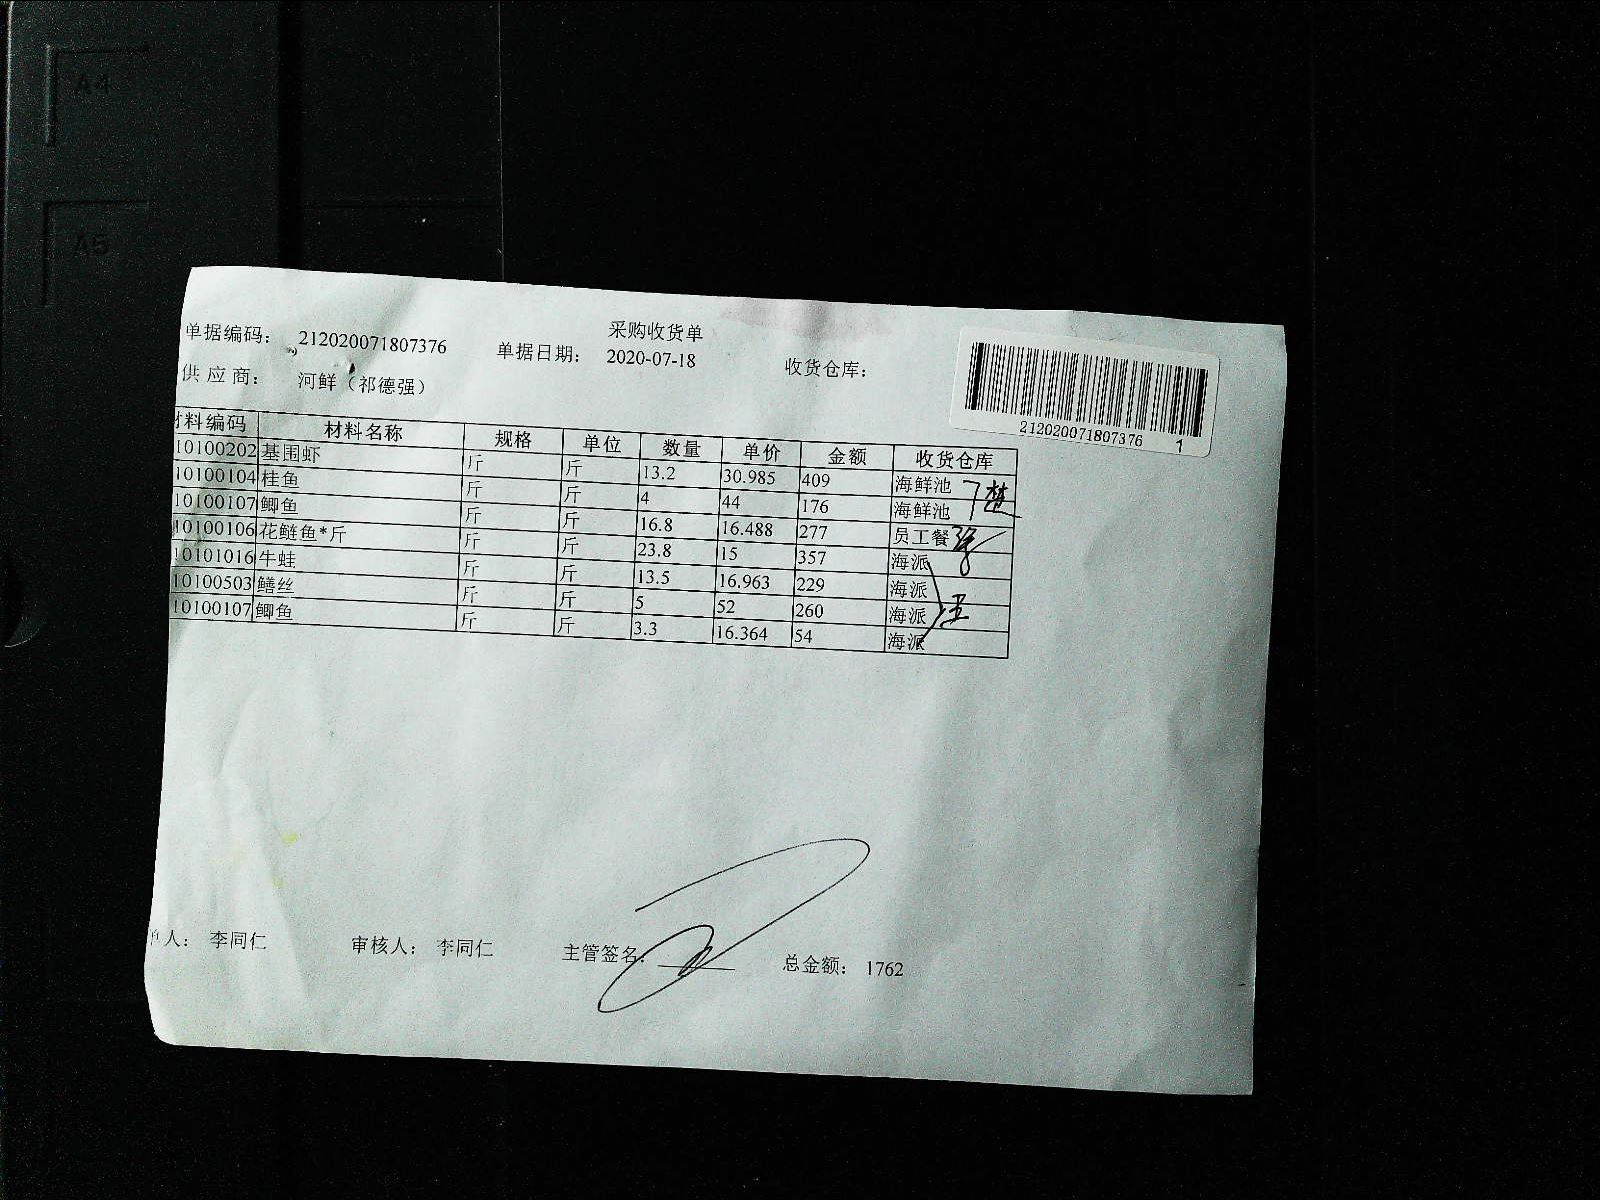 A4
A5
采购收货单
单据编码： 212020071807376 单据日期： 2020-07-18 收货仓库：
供 应 商： 河鲜（祁德强）
212020071807376 1
材料编码 材料名称 规格 单位 数量 单价 金额 收货仓库
10100202 基围虾 斤 斤 13.2 30.985 409 海鲜池
10100104 桂鱼 斤 斤 4 44 176 海鲜池
10100107 鲫鱼 斤 斤 16.8 16.488 277 员工餐
10100106 花鲢鱼*斤 斤 斤 23.8 15 357 海派
10101016 牛蛙 斤 斤 13.5 16.963 229 海派
10100503 鳝丝 斤 斤 5 52 260 海派
10100107 鲫鱼 斤 斤 3.3 16.364 54 海派
单人： 李同仁 审核人： 李同仁 主管签名： 总金额： 1762